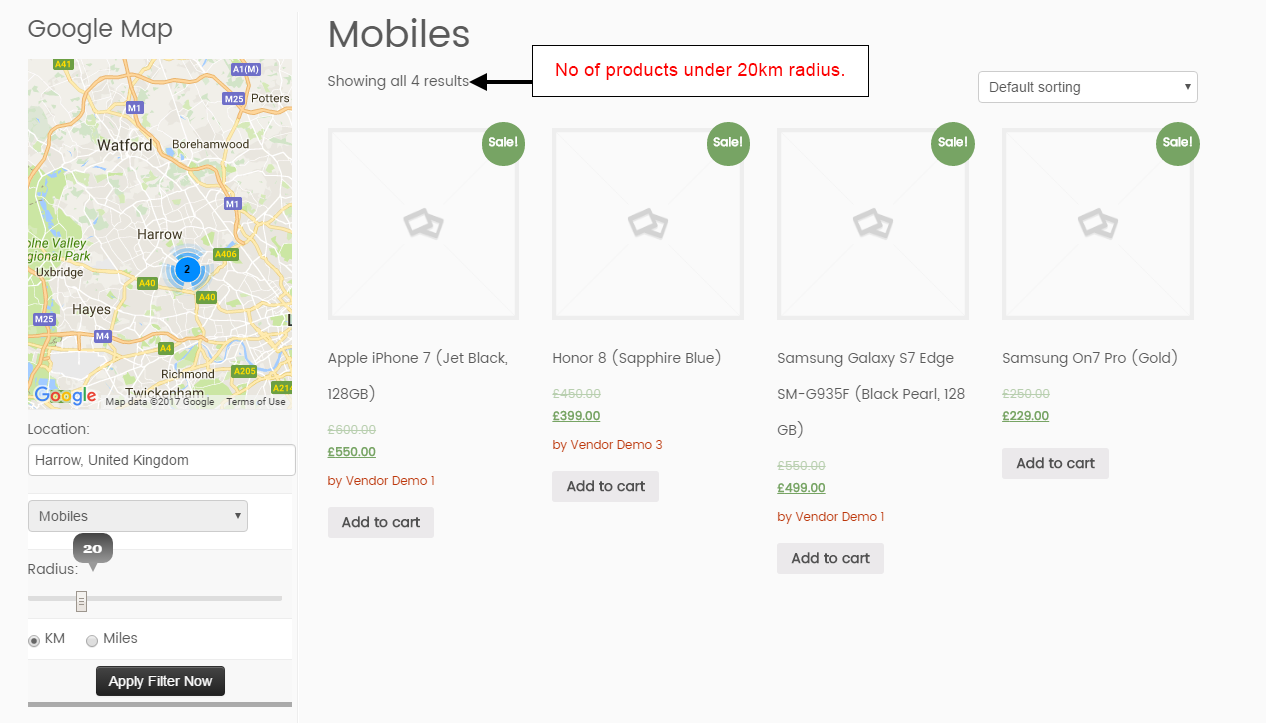 Google Map
A41
A1(M)
M25
Potters
M1
Watford
Borehamwood
M1
Harrow
olne Valley
gional Park
A406
Uxbridge
2
A40
A40
Hayes
M25
M4
A4
Richmond
A205
Twickenham
A214
Google
Map data ©2017 Google
Terms of Use
Location:
Harrow, United Kingdom
Mobiles
20
Radius:
KM
Miles
Apply Filter Now
Mobiles
Showing all 4 results
No of products under 20km radius.
Default sorting
Sale!
Apple iPhone 7 (Jet Black,
128GB)
£600.00
£550.00
by Vendor Demo 1
Add to cart
Sale!
Honor 8 (Sapphire Blue)
£450.00
£399.00
by Vendor Demo 3
Add to cart
Sale!
Samsung Galaxy S7 Edge
SM-G935F (Black Pearl, 128
GB)
£550.00
£499.00
by Vendor Demo 1
Add to cart
Sale!
Samsung On7 Pro (Gold)
£250.00
£229.00
Add to cart